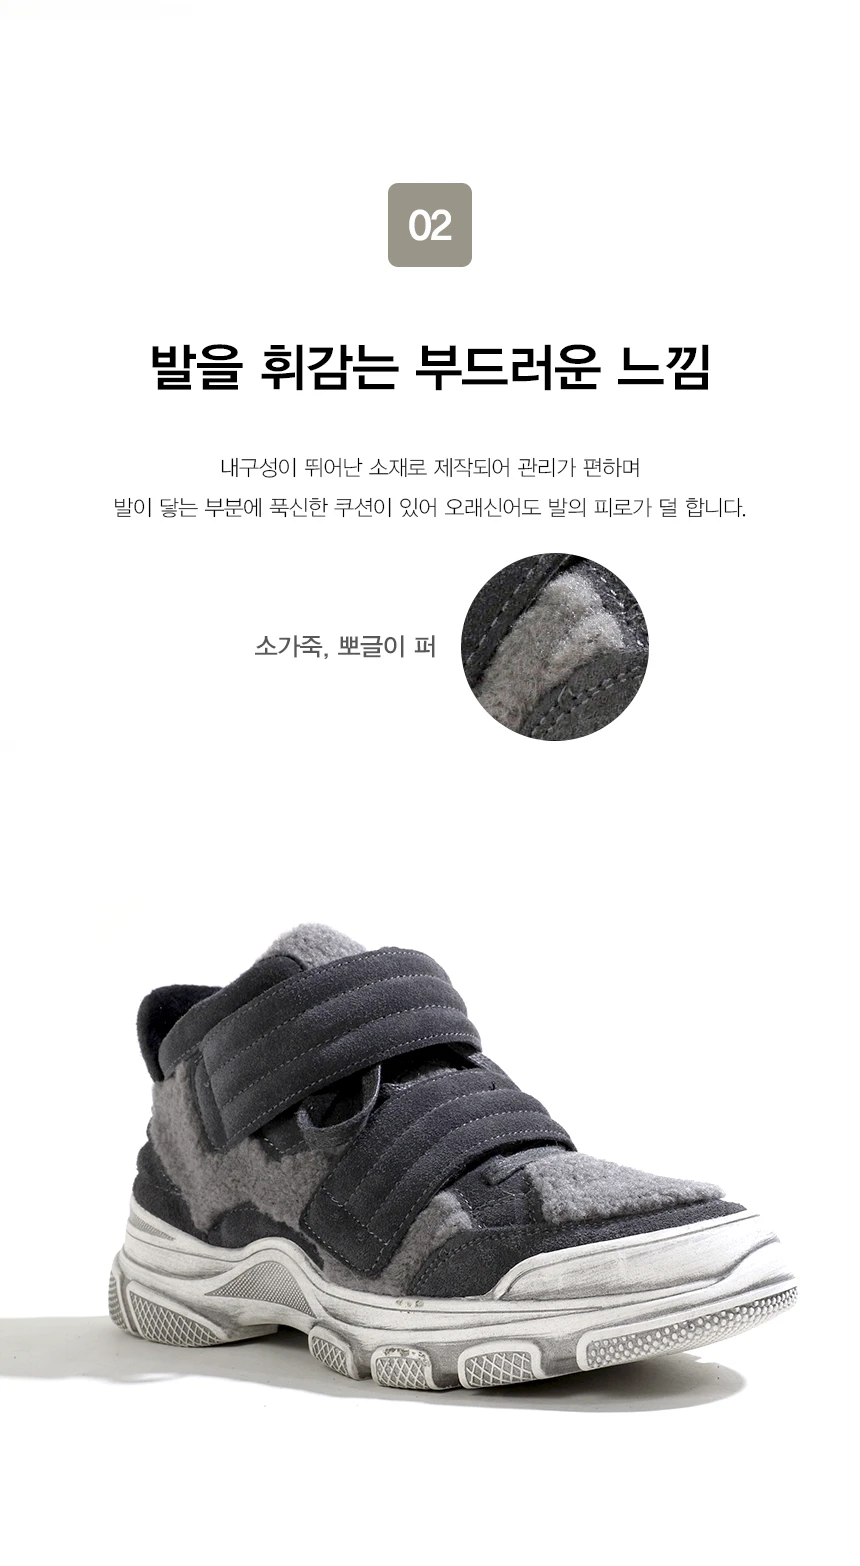 02
발을 휘감는 부드러운 느낌
내구성이 뛰어난 소재로 제작되어 관리가 편하며
발이 닿는 부분에 푹신한 쿠션이 있어 오래신어도 발의 피로가 덜 합니다.
소가죽, 뽀글이 퍼